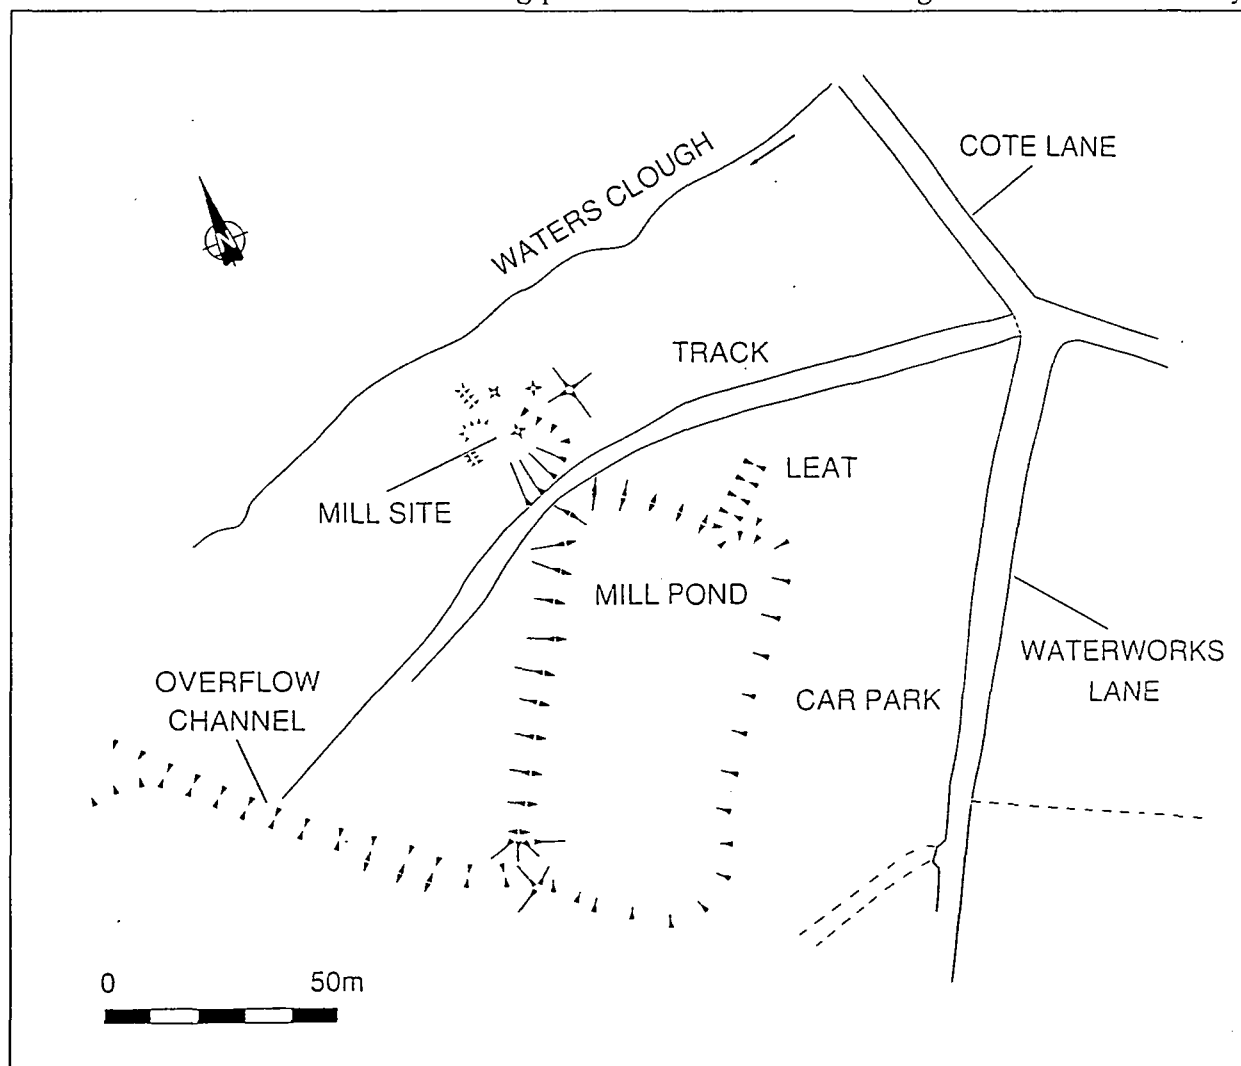 COTE LANE
WATERS CLOUGH
N
TRACK
LEAT
MILL SITE
MILL POND
WATERWORKS
LANE
OVERFLOW
CHANNEL
CAR PARK
0 50m